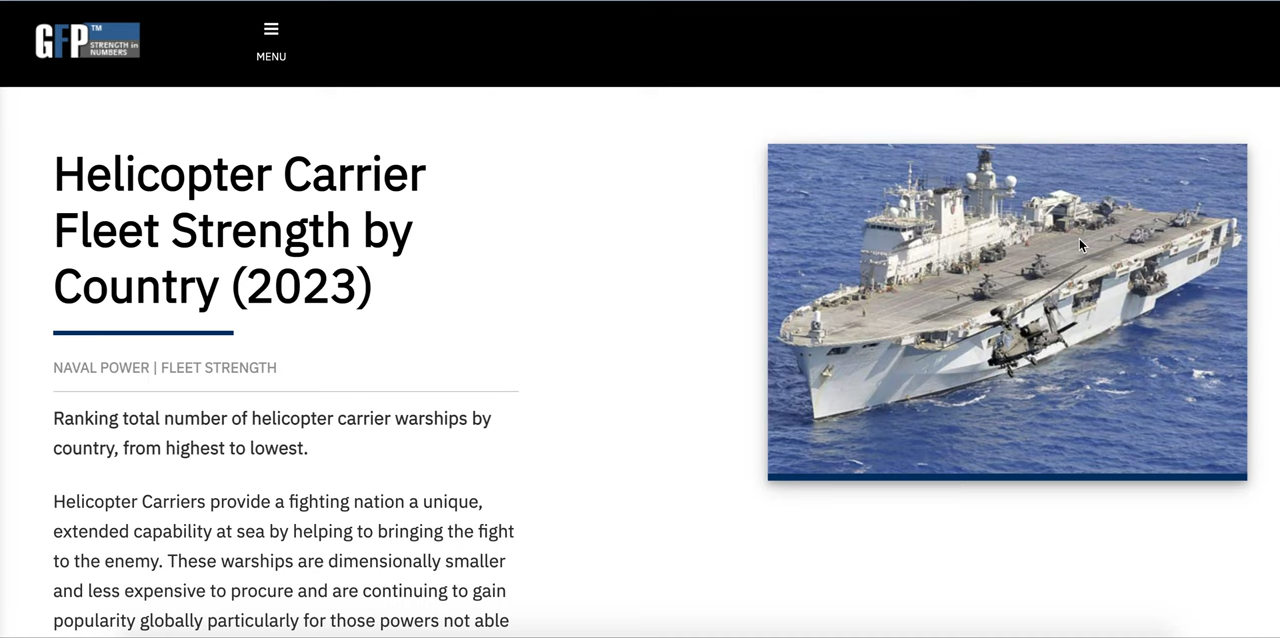 GFP™
STRENGTH in
NUMBERS
MENU
Helicopter Carrier
Fleet Strength by
Country (2023)
NAVAL POWER | FLEET STRENGTH
Ranking total number of helicopter carrier warships by
country, from highest to lowest.
Helicopter Carriers provide a fighting nation a unique,
extended capability at sea by helping to bringing the fight
to the enemy. These warships are dimensionally smaller
and less expensive to procure and are continuing to gain
popularity globally particularly for those powers not able